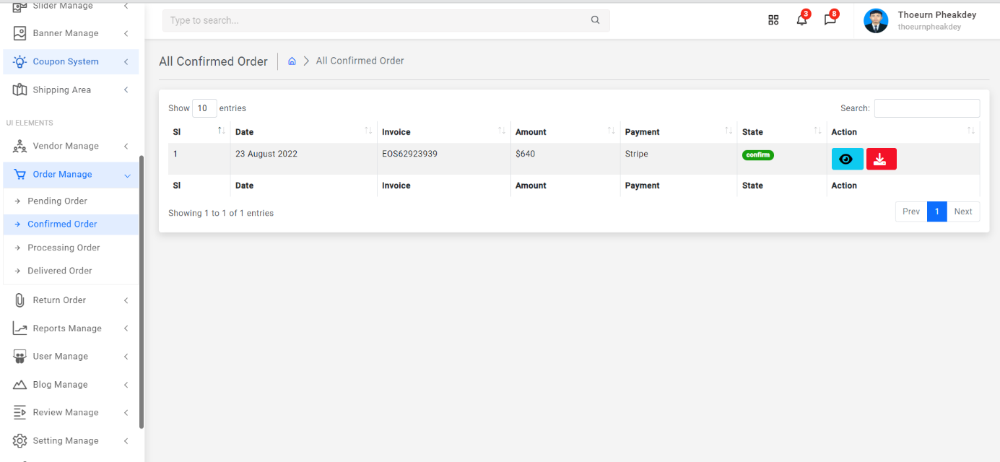 Slider Manage
Banner Manage
Coupon System
Shipping Area
UI ELEMENTS
Vendor Manage
Order Manage
Pending Order
Confirmed Order
Processing Order
Delivered Order
Return Order
Reports Manage
User Manage
Blog Manage
Review Manage
Setting Manage
Type to search...
3
8
Thoeurn Pheakdey
thoeurnpheakdey
All Confirmed Order
All Confirmed Order
Show 10 entries
Search:
Sl Date Invoice Amount Payment State Action
1 23 August 2022 EOS62923939 $640 Stripe confirm
Sl Date Invoice Amount Payment State Action
Showing 1 to 1 of 1 entries
Prev 1 Next